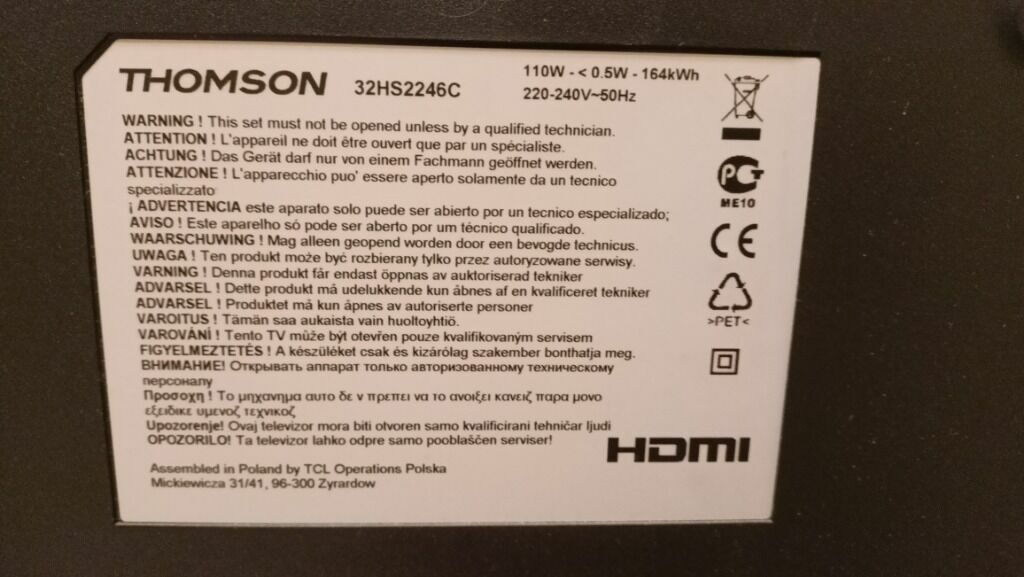 THOMSON 32HS2246C
110W - < 0.5W - 164kWh
220-240V~50Hz
WARNING ! This set must not be opened unless by a qualified technician.
ATTENTION ! L'appareil ne doit être ouvert que par un spécialiste.
ACHTUNG ! Das Gerät darf nur von einem Fachmann geöffnet werden.
ATTENZIONE ! L'apparecchio puo' essere aperto solamente da un tecnico
specializzato
¡ ADVERTENCIA este aparato solo puede ser abierto por un tecnico especializado;
AVISO ! Este aparelho só pode ser aberto por um técnico qualificado.
WAARSCHUWING ! Mag alleen geopend worden door een bevogde technicus.
UWAGA ! Ten produkt może być rozbierany tylko przez autoryzowane serwisy.
VARNING ! Denna produkt får endast öppnas av auktoriserad tekniker
ADVARSEL ! Dette produkt må udelukkende kun åbnes af en kvalificeret tekniker
ADVARSEL ! Produktet má kun ápnes av autoriserte personer
VAROITUS ! Tämän saa aukaista vain huoltoyhtiö.
VAROVÁNÍ ! Tento TV může být otevřen pouze kvalifikovaným servisem
FIGYELMEZTETÉS ! A készüléket csak és kizárólag szakember bonthatja meg.
ВНИМАНИЕ! Открывать аппарат только авторизованному техническому
персоналу
Προσοχη ! Το μηχανημα αυτο δε ν πρεπει να το ανοιξει κανειζ παρα μονο
εξειδικε υμενοζ τεχνικοζ
Upozorenje! Ovaj televizor mora biti otvoren samo kvalificirani tehničar ljudi
OPOZORILO! Ta televizor lahko odpre samo pooblaščen serviser!
Assembled in Poland by TCL Operations Polska
Mickiewicza 31/41, 96-300 Zyrardow
PCT
ME10
CE
>PET<
HDMI